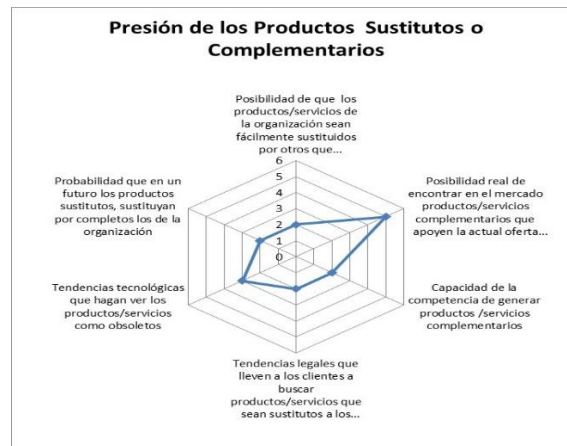 Presión de los Productos Sustitutos o
Complementarios
Posibilidad de que los
productos/servicios de
la organización sean
fácilmente sustituidos
por otros que...
6
5
4
3
2
1
0
Posibilidad real de
encontrar en el mercado
productos/servicios
complementarios que
apoyen la actual oferta...
Capacidad de la
competencia de generar
productos /servicios
complementarios
Tendencias legales que
lleven a los clientes a
buscar
productos/servicios que
sean sustitutos a los...
Tendencias tecnológicas
que hagan ver los
productos/servicios
como obsoletos
Probabilidad que en un
futuro los productos
sustitutos, sustituyan
por completos los de la
organización